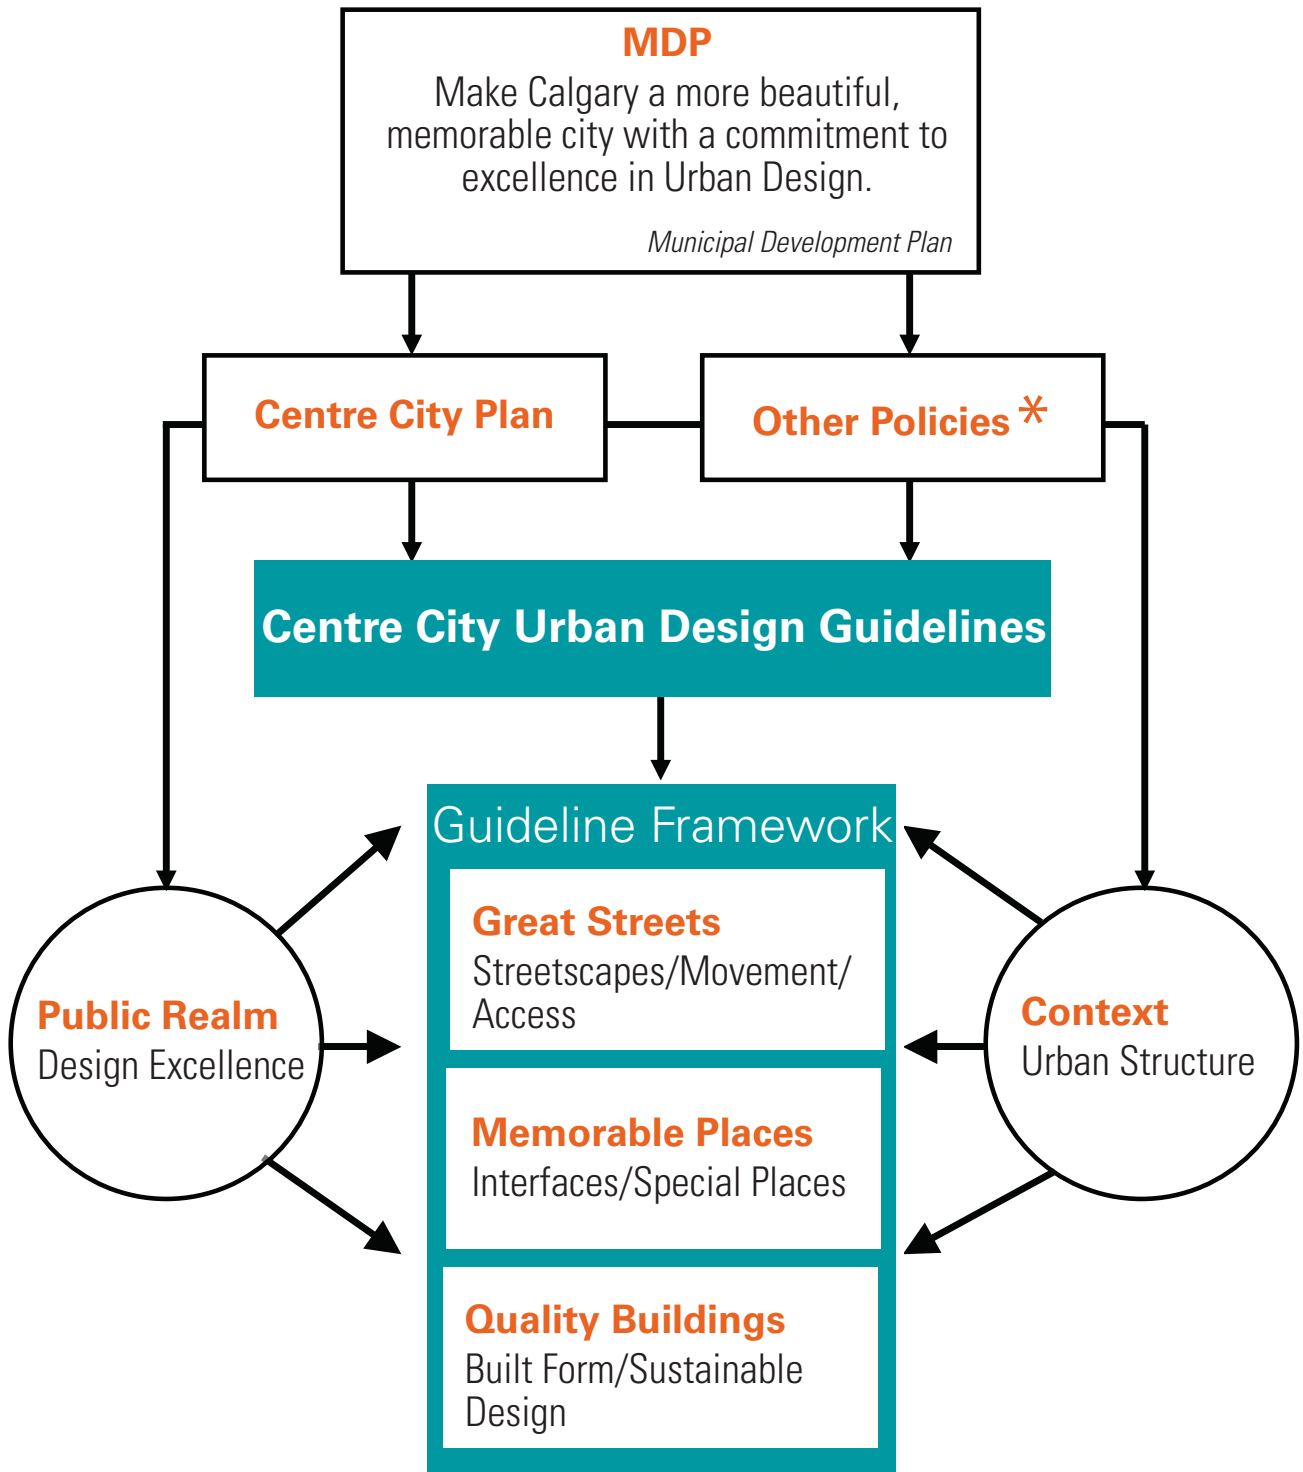 MDP
Make Calgary a more beautiful,
memorable city with a commitment to
excellence in Urban Design.
Municipal Development Plan
Centre City Plan
Other Policies *
Centre City Urban Design Guidelines
Guideline Framework
Great Streets
Streetscapes/Movement/
Access
Public Realm
Design Excellence
Context
Urban Structure
Memorable Places
Interfaces/Special Places
Quality Buildings
Built Form/Sustainable
Design